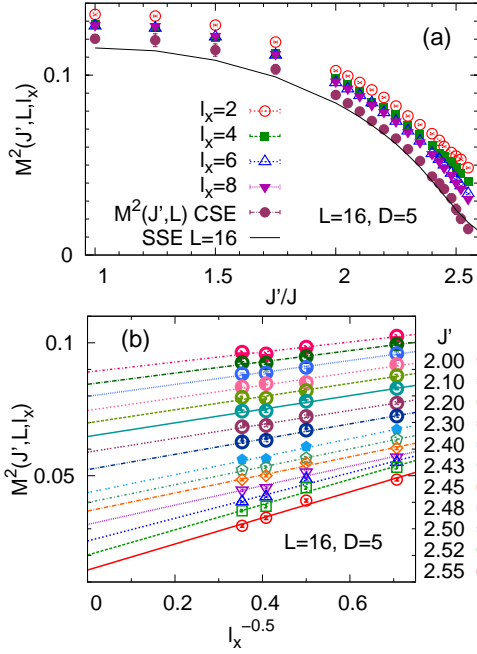 (a)
M²(J',L,lₓ)
0.1
0
lₓ=2
lₓ=4
lₓ=6
lₓ=8
M²(J',L) CSE
SSE L=16
L=16, D=5
1 1.5 2 2.5
J'/J
(b)
M²(J',L,lₓ)
0.1
0.05
J'
2.00
2.10
2.20
2.30
2.40
2.43
2.45
2.48
2.50
2.52
2.55
L=16, D=5
0 0.2 0.4 0.6
lₓ^-0.5